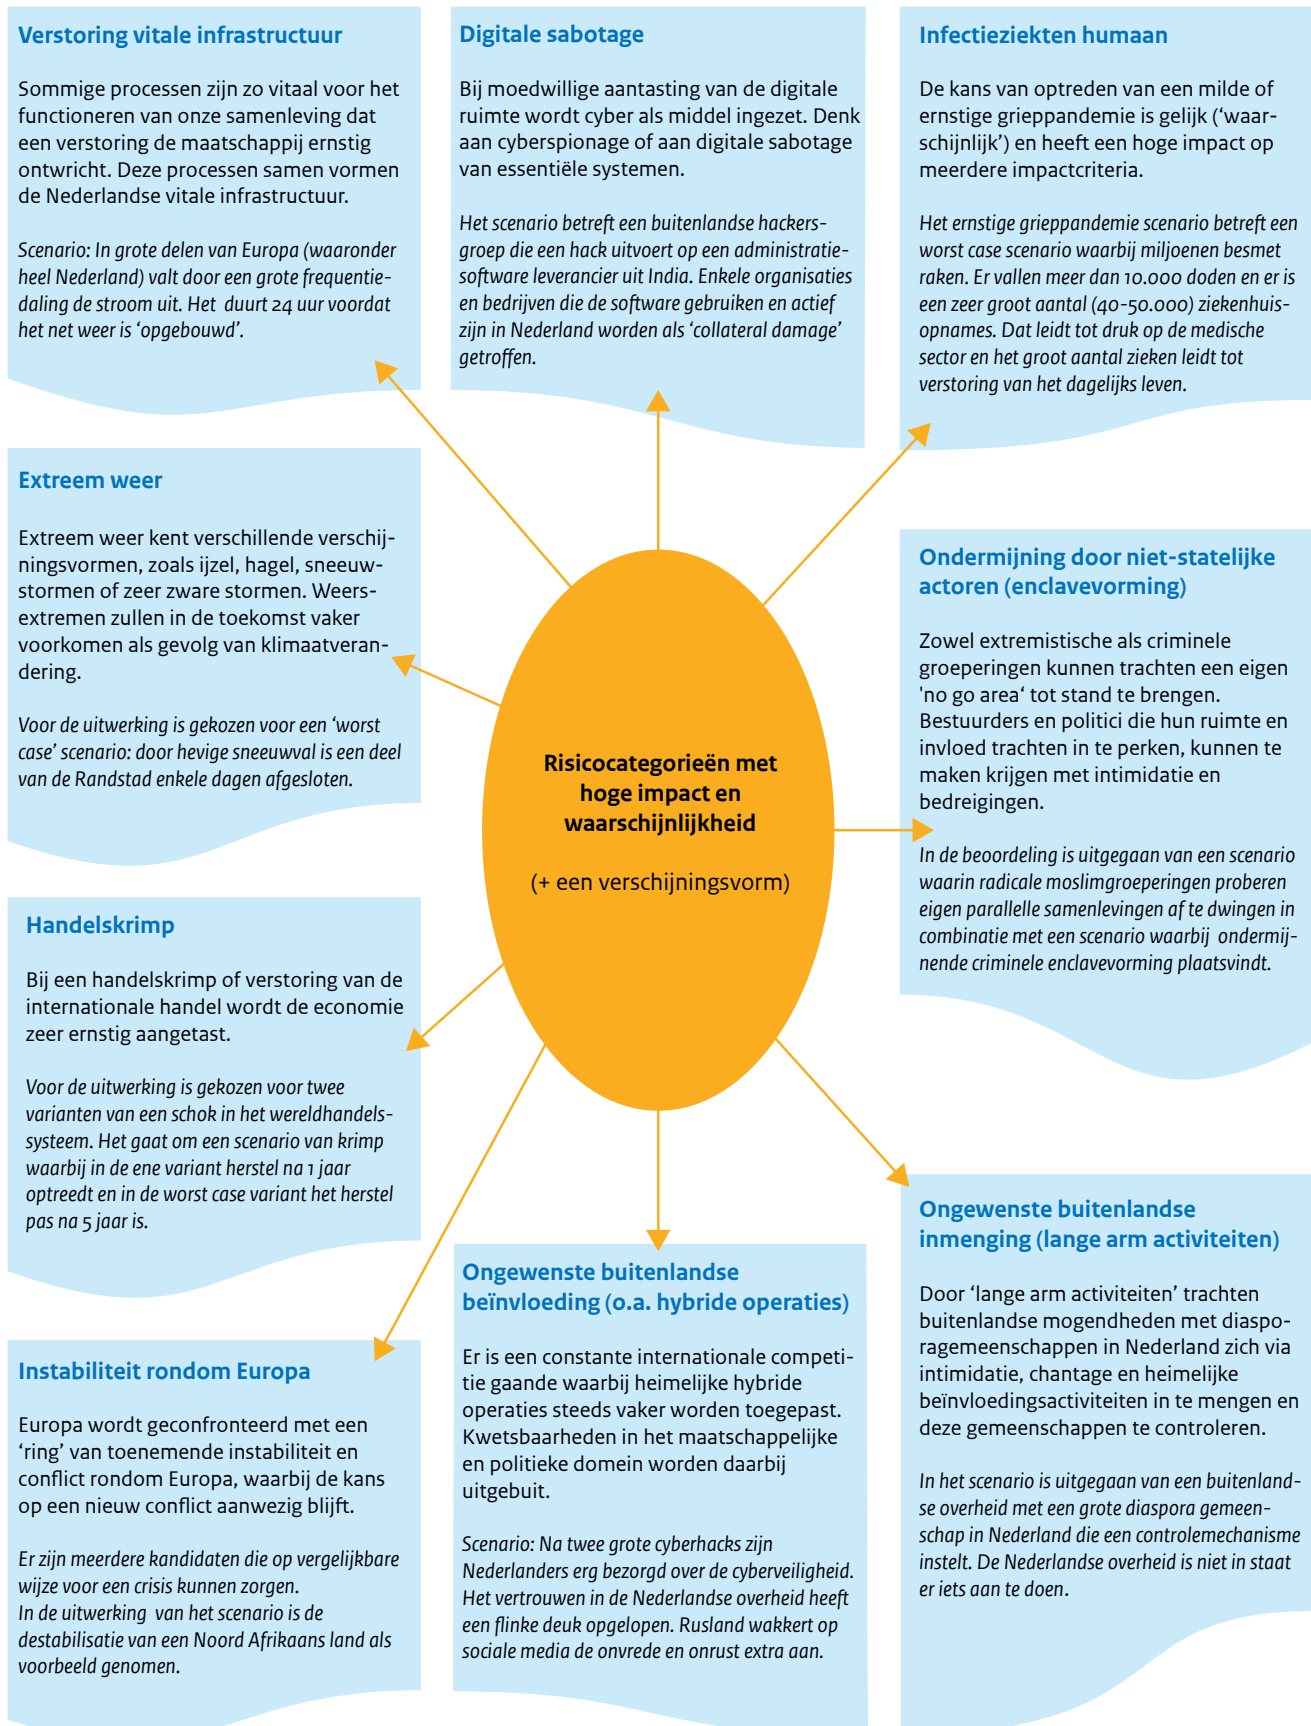 Verstoring vitale infrastructuur
Sommige processen zijn zo vitaal voor het
functioneren van onze samenleving dat
een verstoring de maatschappij ernstig
ontwricht. Deze processen samen vormen
de Nederlandse vitale infrastructuur.
Scenario: In grote delen van Europa (waaronder
heel Nederland) valt door een grote frequentie-
daling de stroom uit. Het duurt 24 uur voordat
het net weer is ‘opgebouwd’.
Digitale sabotage
Bij moedwillige aantasting van de digitale
ruimte wordt cyber als middel ingezet. Denk
aan cyberspionage of aan digitale sabotage
van essentiële systemen.
Het scenario betreft een buitenlandse hackers-
groep die een hack uitvoert op een administratie-
software leverancier uit India. Enkele organisaties
en bedrijven die de software gebruiken en actief
zijn in Nederland worden als ‘collateral damage’
getroffen.
Infectieziekten humaan
De kans van optreden van een milde of
ernstige grieppandemie is gelijk (‘waar-
schijnlijk’) en heeft een hoge impact op
meerdere impactcriteria.
Het ernstige grieppandemie scenario betreft een
worst case scenario waarbij miljoenen besmet
raken. Er vallen meer dan 10.000 doden en er is
een zeer groot aantal (40-50.000) ziekenhuis-
opnames. Dat leidt tot druk op de medische
sector en het groot aantal zieken leidt tot
verstoring van het dagelijks leven.
Extreem weer
Extreem weer kent verschillende verschij-
ningsvormen, zoals ijzel, hagel, sneeuw-
stormen of zeer zware stormen. Weers-
extremen zullen in de toekomst vaker
voorkomen als gevolg van klimaatveran-
dering.
Voor de uitwerking is gekozen voor een ‘worst
case’ scenario: door hevige sneeuwval is een deel
van de Randstad enkele dagen afgesloten.
Ondermijning door niet-statelijke
actoren (enclavevorming)
Zowel extremistische als criminele
groeperingen kunnen trachten een eigen
'no go area‘ tot stand te brengen.
Bestuurders en politici die hun ruimte en
invloed trachten in te perken, kunnen te
maken krijgen met intimidatie en
bedreigingen.
In de beoordeling is uitgegaan van een scenario
waarin radicale moslimgroeperingen proberen
eigen parallelle samenlevingen af te dwingen in
combinatie met een scenario waarbij ondermij-
nende criminele enclavevorming plaatsvindt.
Risicocategorieën met
hoge impact en
waarschijnlijkheid
(+ een verschijningsvorm)
Handelskrimp
Bij een handelskrimp of verstoring van de
internationale handel wordt de economie
zeer ernstig aangetast.
Voor de uitwerking is gekozen voor twee
varianten van een schok in het wereldhandels-
systeem. Het gaat om een scenario van krimp
waarbij in de ene variant herstel na 1 jaar
optreedt en in de worst case variant het herstel
pas na 5 jaar is.
Instabiliteit rondom Europa
Europa wordt geconfronteerd met een
‘ring’ van toenemende instabiliteit en
conflict rondom Europa, waarbij de kans
op een nieuw conflict aanwezig blijft.
Er zijn meerdere kandidaten die op vergelijkbare
wijze voor een crisis kunnen zorgen.
In de uitwerking van het scenario is de
destabilisatie van een Noord Afrikaans land als
voorbeeld genomen.
Ongewenste buitenlandse
beïnvloeding (o.a. hybride operaties)
Er is een constante internationale competi-
tie gaande waarbij heimelijke hybride
operaties steeds vaker worden toegepast.
Kwetsbaarheden in het maatschappelijke
en politieke domein worden daarbij
uitgebuit.
Scenario: Na twee grote cyberhacks zijn
Nederlanders erg bezorgd over de cyberveiligheid.
Het vertrouwen in de Nederlandse overheid heeft
een flinke deuk opgelopen. Rusland wakkert op
sociale media de onvrede en onrust extra aan.
Ongewenste buitenlandse
inmenging (lange arm activiteiten)
Door ‘lange arm activiteiten’ trachten
buitenlandse mogendheden met diaspo-
ragemeenschappen in Nederland zich via
intimidatie, chantage en heimelijke
beïnvloedingsactiviteiten in te mengen en
deze gemeenschappen te controleren.
In het scenario is uitgegaan van een buitenland-
se overheid met een grote diaspora gemeen-
schap in Nederland die een controlemechanisme
instelt. De Nederlandse overheid is niet in staat
er iets aan te doen.